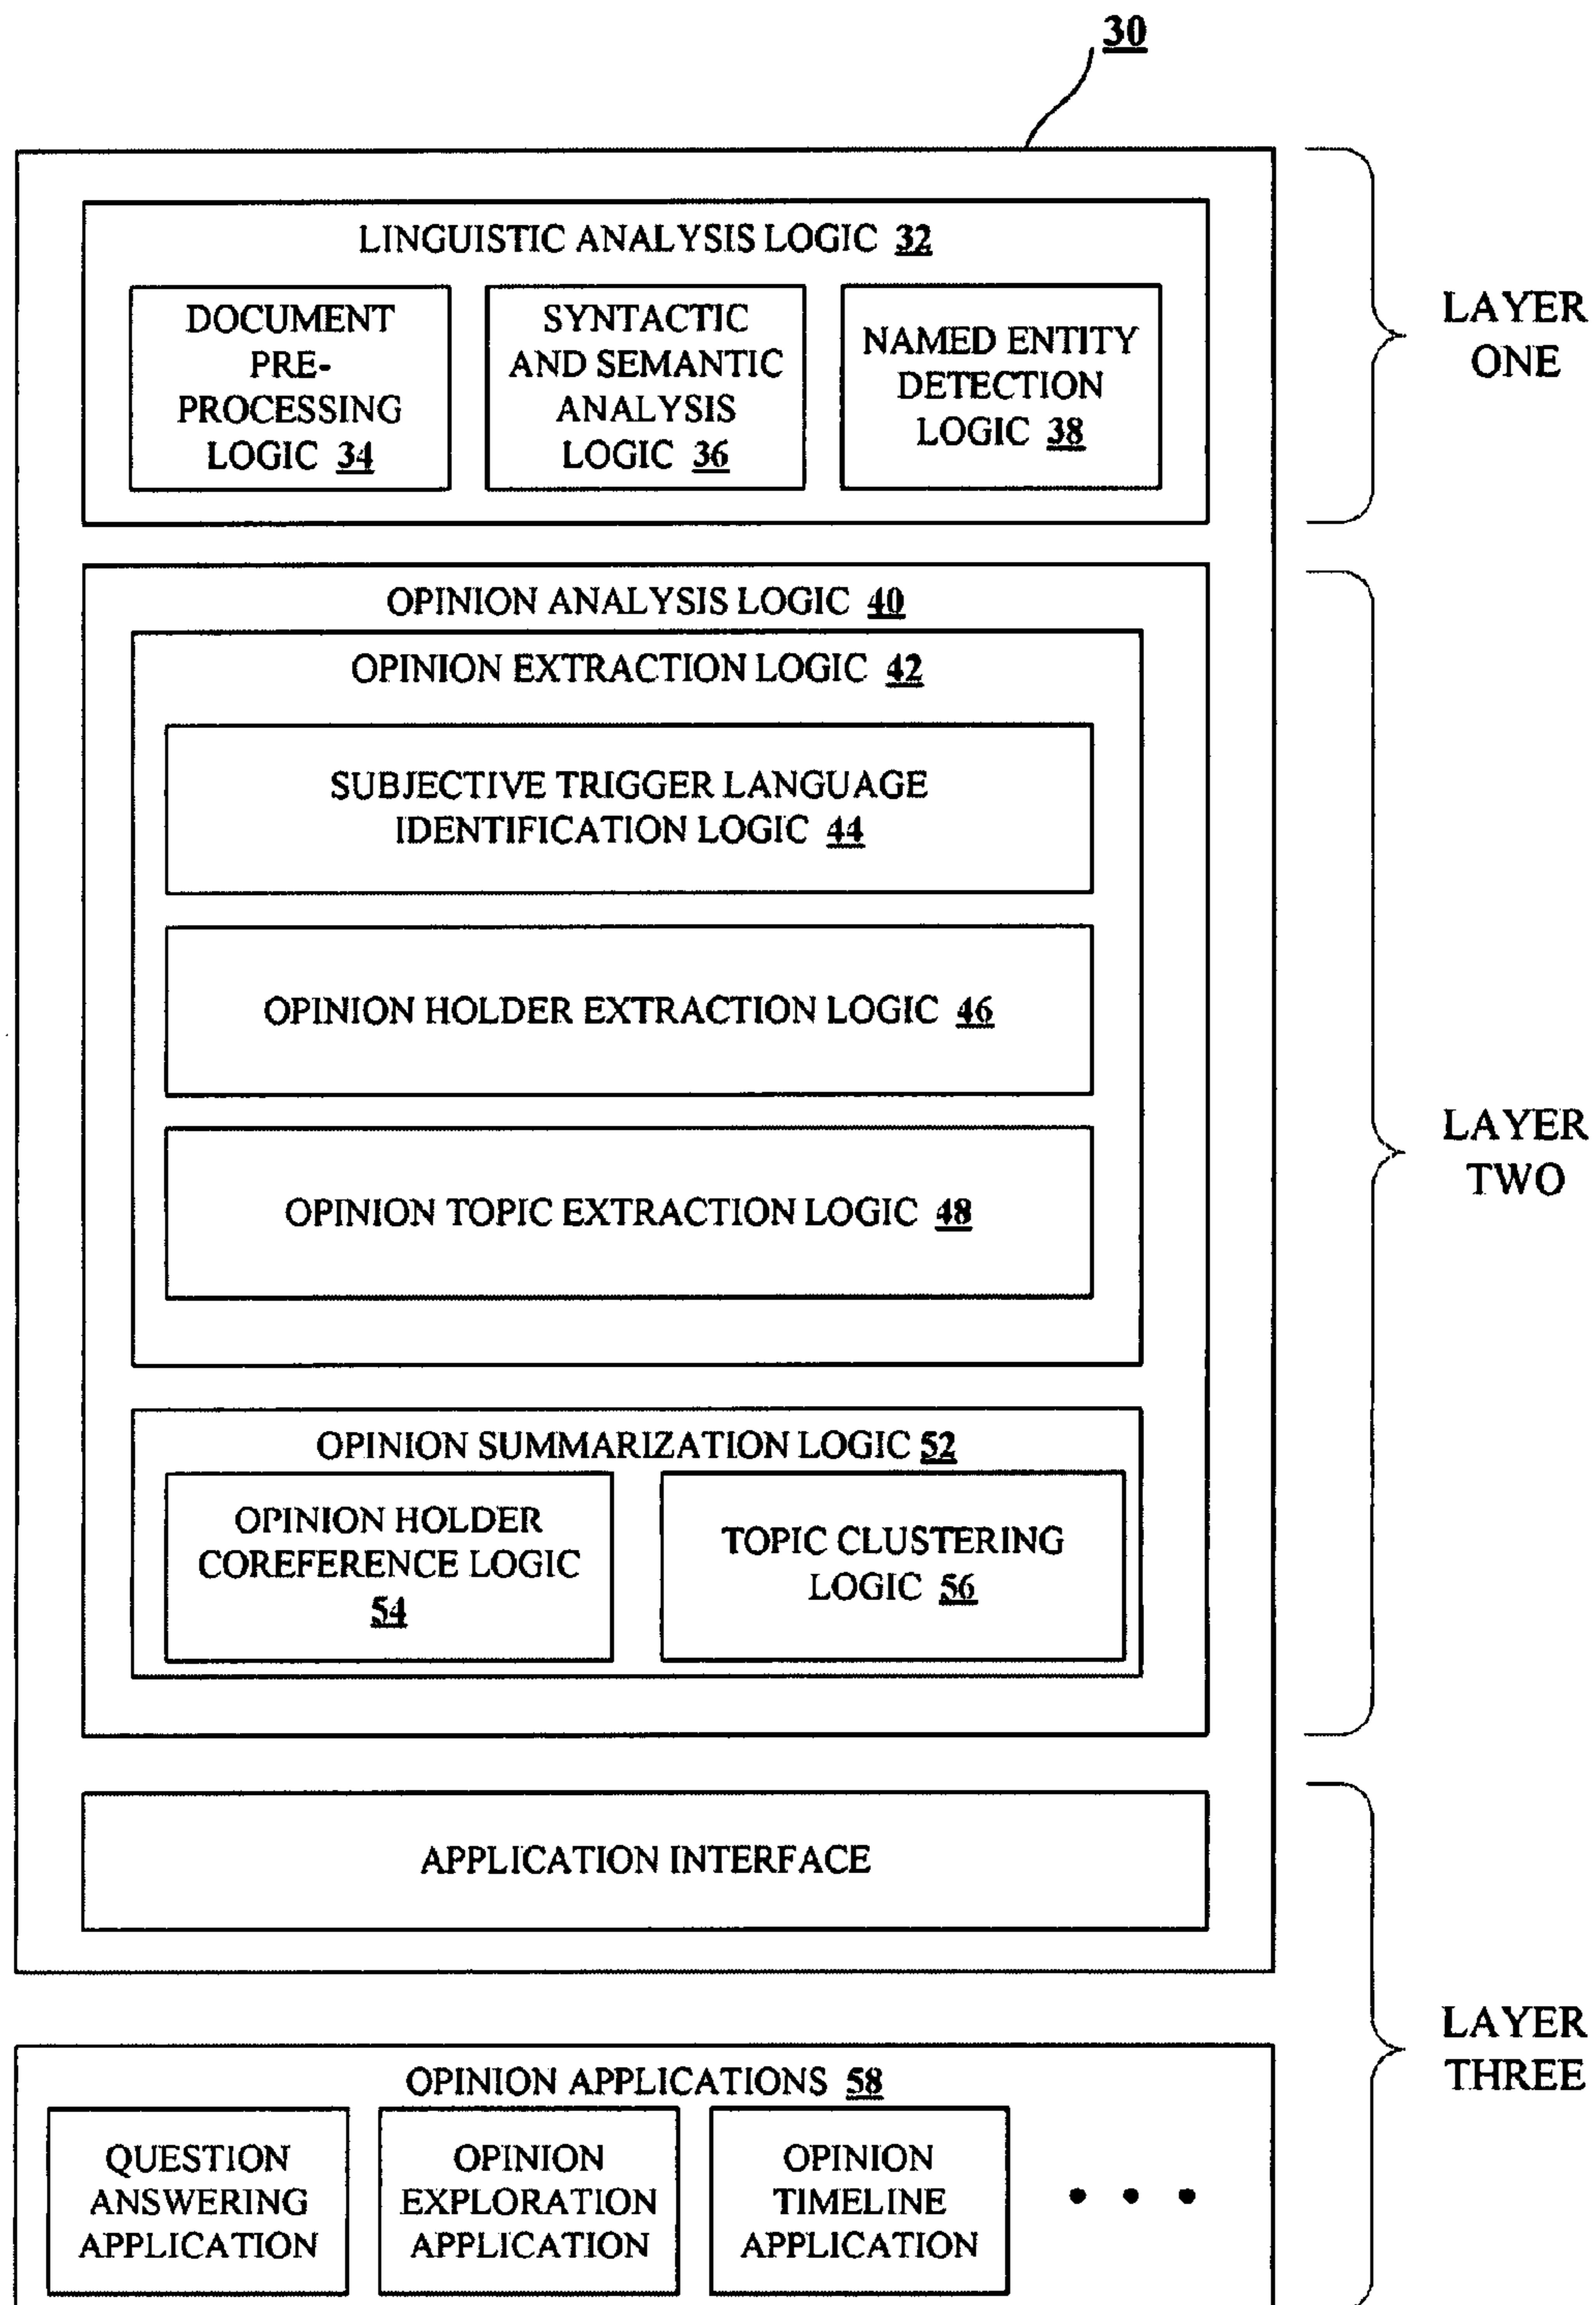 30
LINGUISTIC ANALYSIS LOGIC 32
DOCUMENT
PRE-
PROCESSING
LOGIC 34
SYNTACTIC
AND SEMANTIC
ANALYSIS
LOGIC 36
NAMED ENTITY
DETECTION
LOGIC 38
LAYER
ONE
OPINION ANALYSIS LOGIC 40
OPINION EXTRACTION LOGIC 42
SUBJECTIVE TRIGGER LANGUAGE
IDENTIFICATION LOGIC 44
OPINION HOLDER EXTRACTION LOGIC 46
OPINION TOPIC EXTRACTION LOGIC 48
OPINION SUMMARIZATION LOGIC 52
OPINION HOLDER
COREFERENCE LOGIC
54
TOPIC CLUSTERING
LOGIC 56
LAYER
TWO
APPLICATION INTERFACE
OPINION APPLICATIONS 58
QUESTION
ANSWERING
APPLICATION
OPINION
EXPLORATION
APPLICATION
OPINION
TIMELINE
APPLICATION
• • •
LAYER
THREE